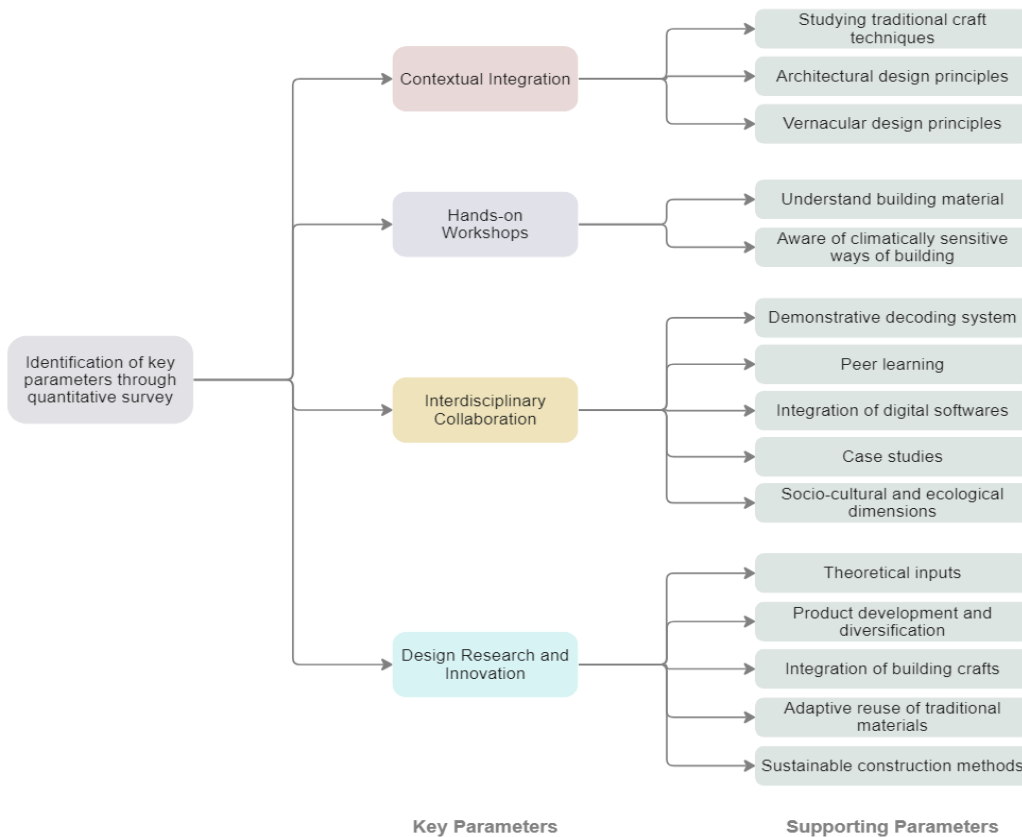 Identification of key
parameters through
quantitative survey
Contextual Integration
Studying traditional craft
techniques
Architectural design principles
Vernacular design principles
Hands-on
Workshops
Understand building material
Aware of climatically sensitive
ways of building
Interdisciplinary
Collaboration
Demonstrative decoding system
Peer learning
Integration of digital softwares
Case studies
Socio-cultural and ecological
dimensions
Design Research and
Innovation
Theoretical inputs
Product development and
diversification
Integration of building crafts
Adaptive reuse of traditional
materials
Sustainable construction methods
Key Parameters
Supporting Parameters